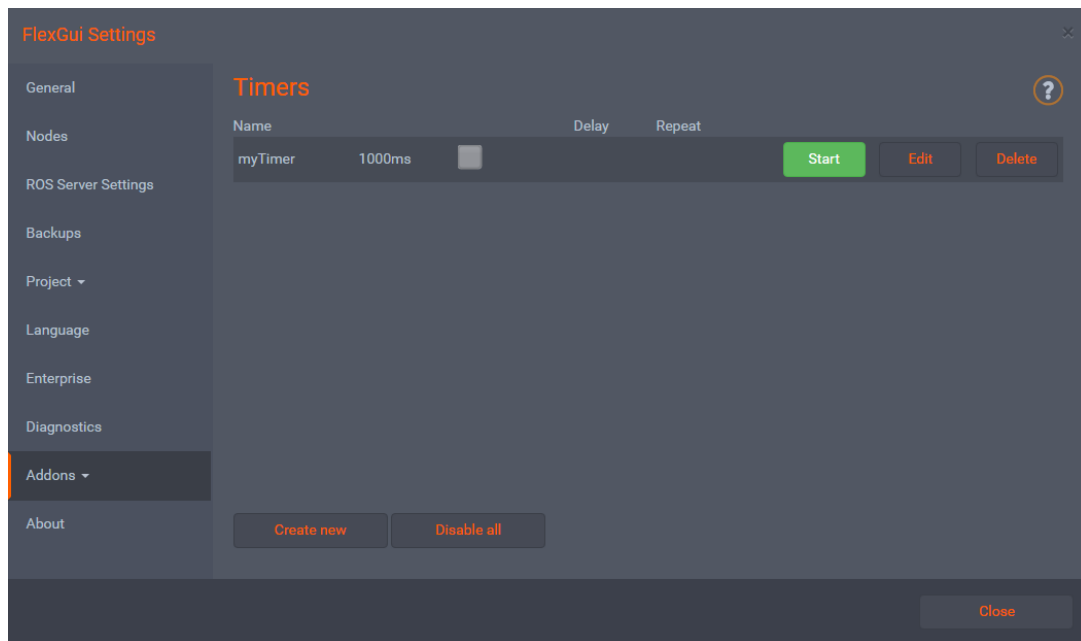 FlexGui Settings ×
General
Nodes
ROS Server Settings
Backups
Project
Language
Enterprise
Diagnostics
Addons
About
Timers ?
Name Delay Repeat
myTimer 1000ms Start Edit Delete
Create new Disable all
Close